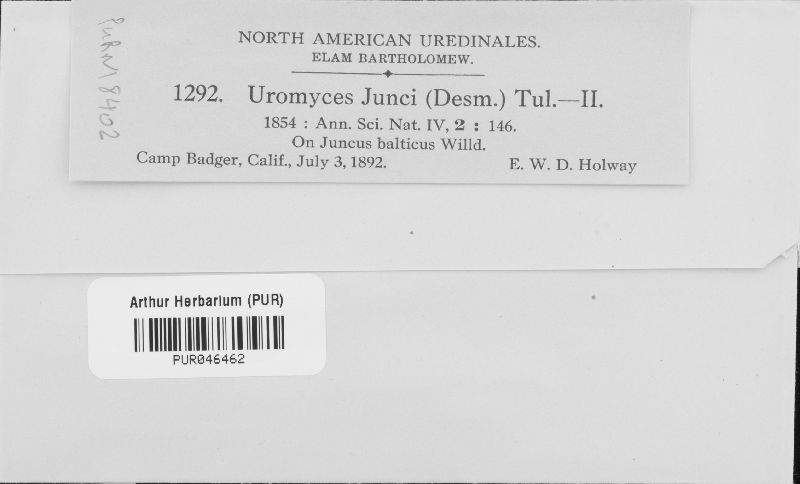 NORTH AMERICAN UREDINALES.
ELAM BARTHOLOMEW.
1292. Uromyces Junci (Desm.) Tul.—II.
1854 : Ann. Sci. Nat. IV, 2 : 146.
On Juncus balticus Willd.
Camp Badger, Calif., July 3, 1892. E. W. D. Holway
PURM8402
Arthur Herbarium (PUR)
PUR046462